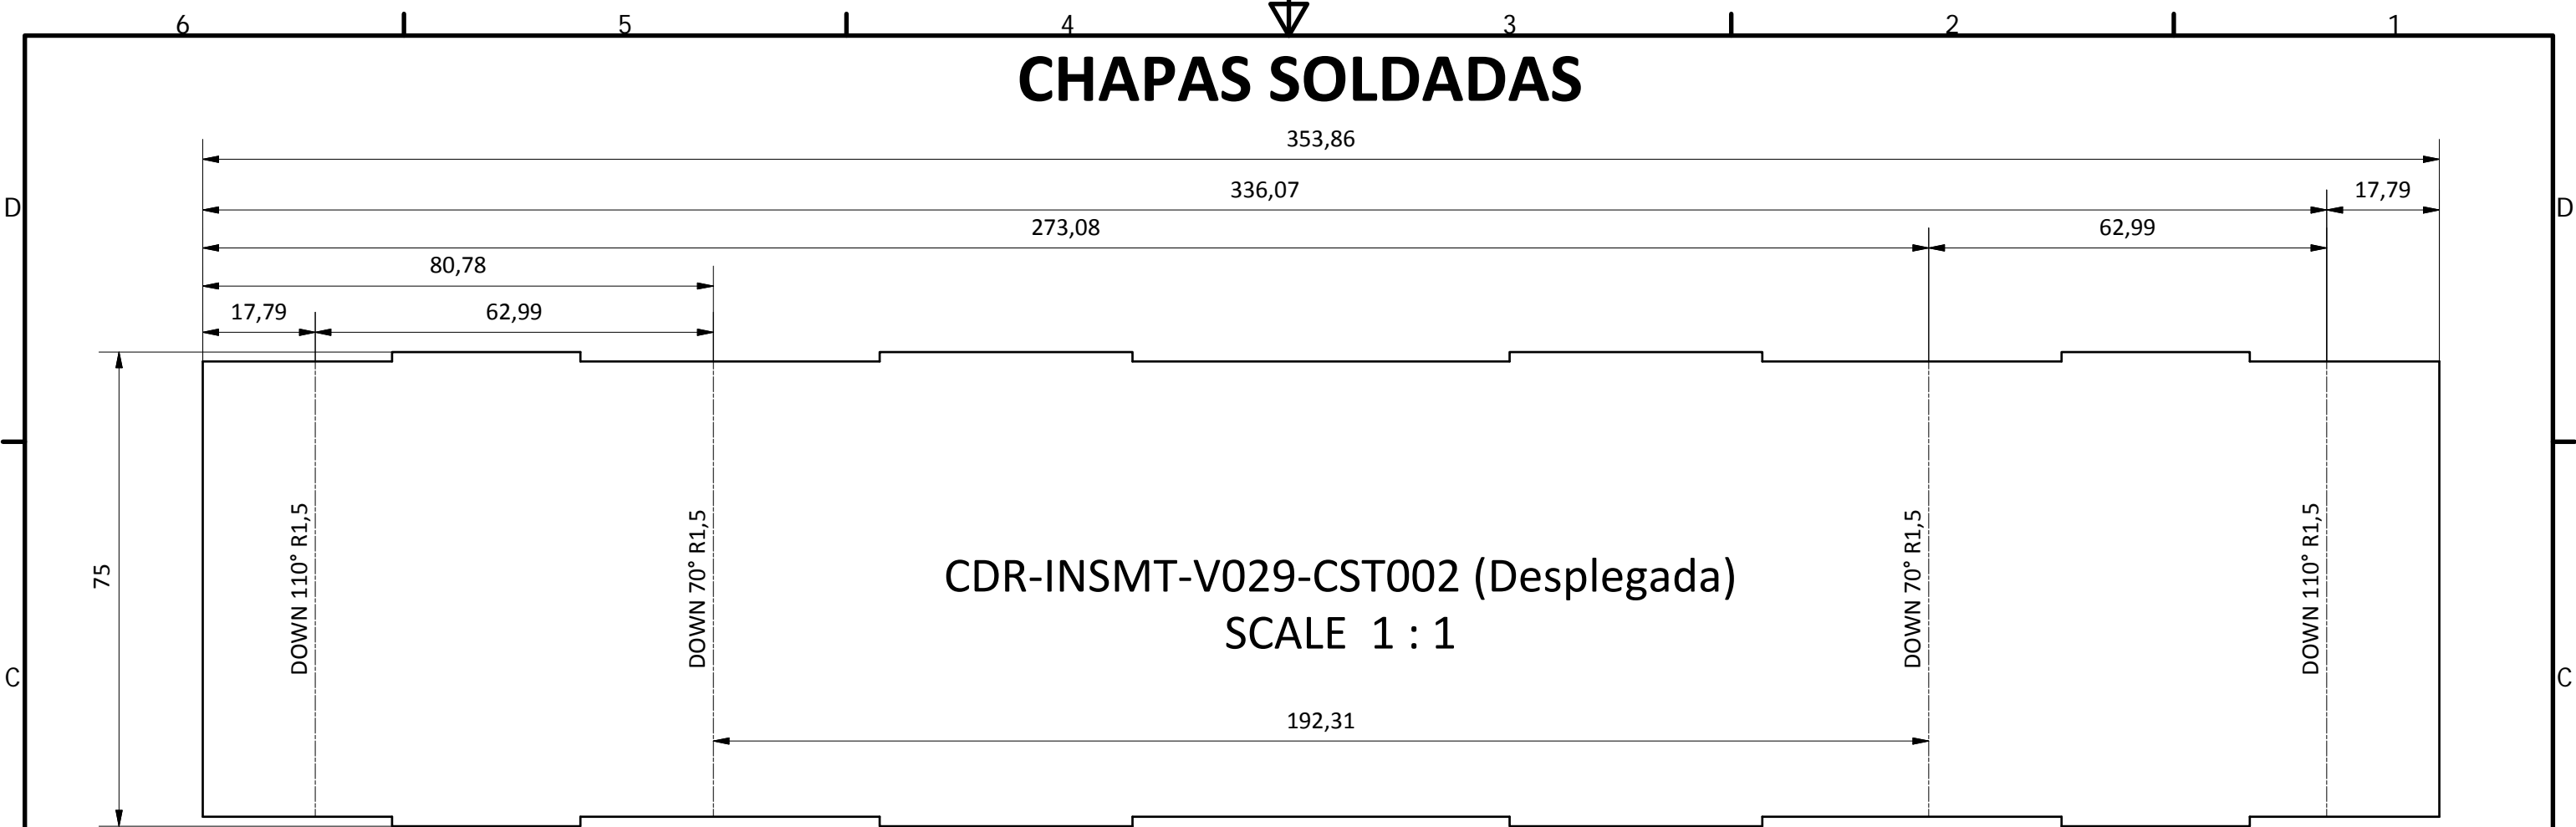 6 5 4 3 2 1
CHAPAS SOLDADAS
353,86
336,07 17,79
D D
273,08 62,99
80,78
17,79 62,99
DOWN 110° R1,5
DOWN 70° R1,5
DOWN 70° R1,5
DOWN 110° R1,5
75
CDR-INSMT-V029-CST002 (Desplegada)
SCALE 1 : 1
C C
192,31